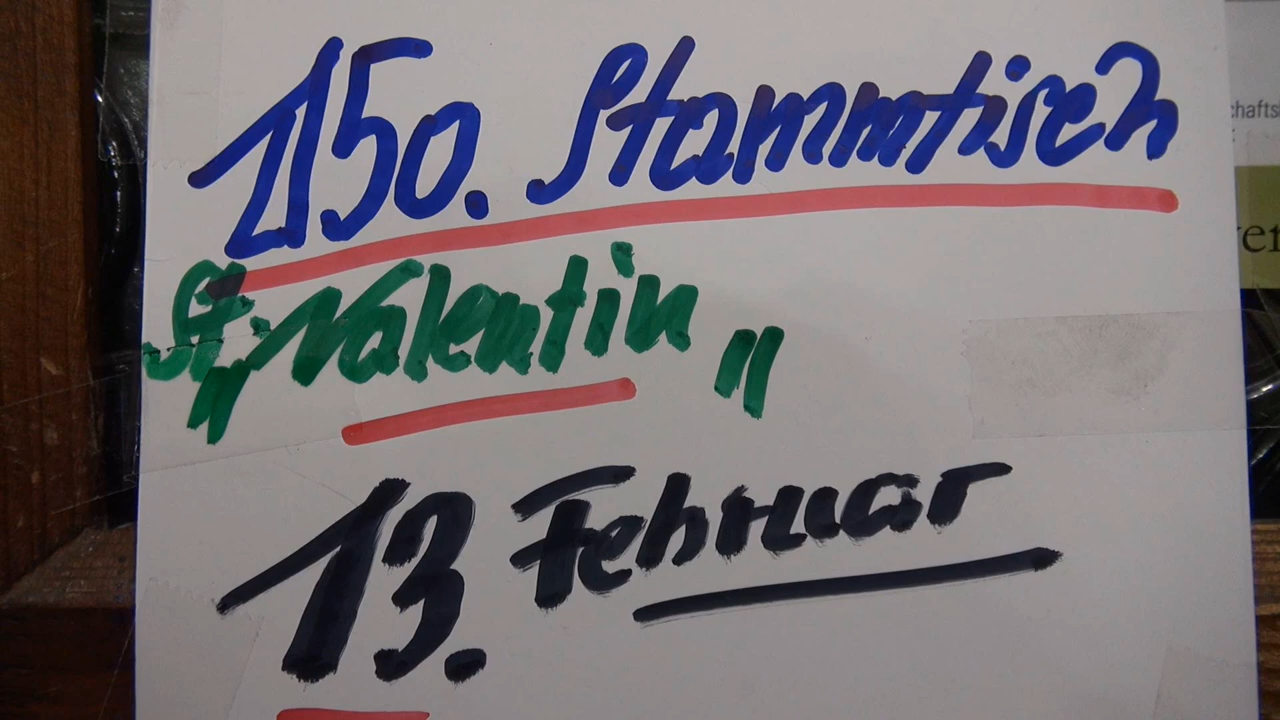 150. Stammtisch
St. „Valentin“
13. Februar